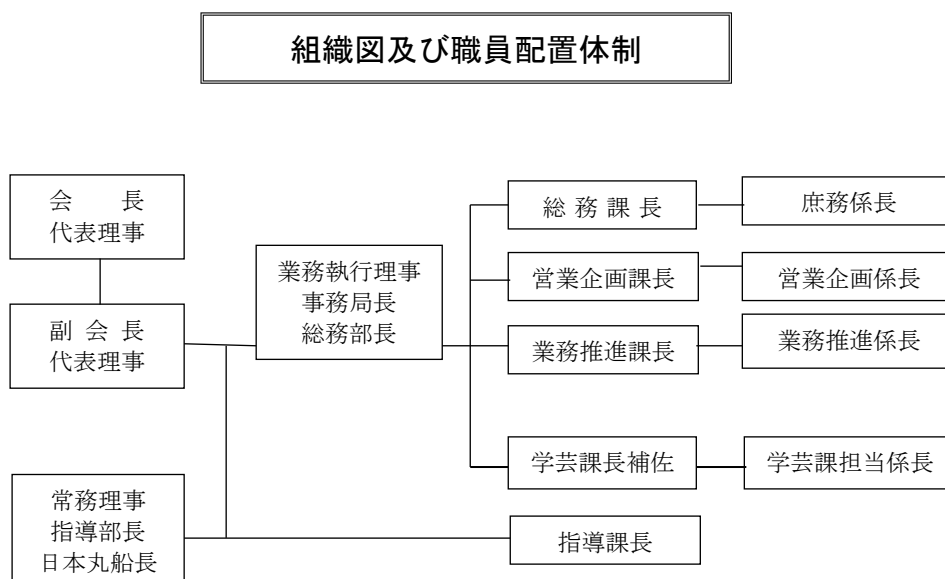 組織図及び職員配置体制
会　　長
代表理事
副 会 長
代表理事
常務理事
指導部長
日本丸船長
業務執行理事
事務局長
総務部長
総 務 課 長
庶務係長
営業企画課長
営業企画係長
業務推進課長
業務推進係長
学芸課長補佐
学芸課担当係長
指導課長